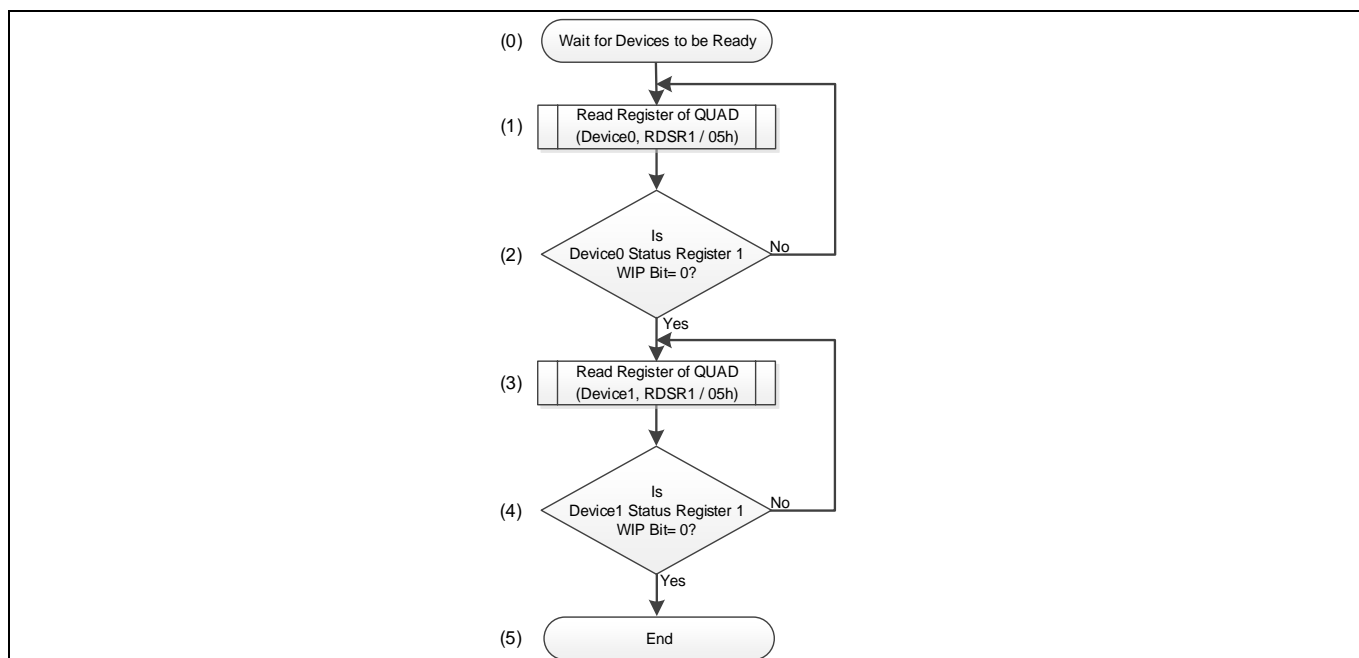 (0)
Wait for Devices to be Ready
(1)
Read Register of QUAD
(Device0, RDSR1 / 05h)
(2)
Is
Device0 Status Register 1
WIP Bit= 0?
No
Yes
(3)
Read Register of QUAD
(Device1, RDSR1 / 05h)
(4)
Is
Device1 Status Register 1
WIP Bit= 0?
No
Yes
(5)
End